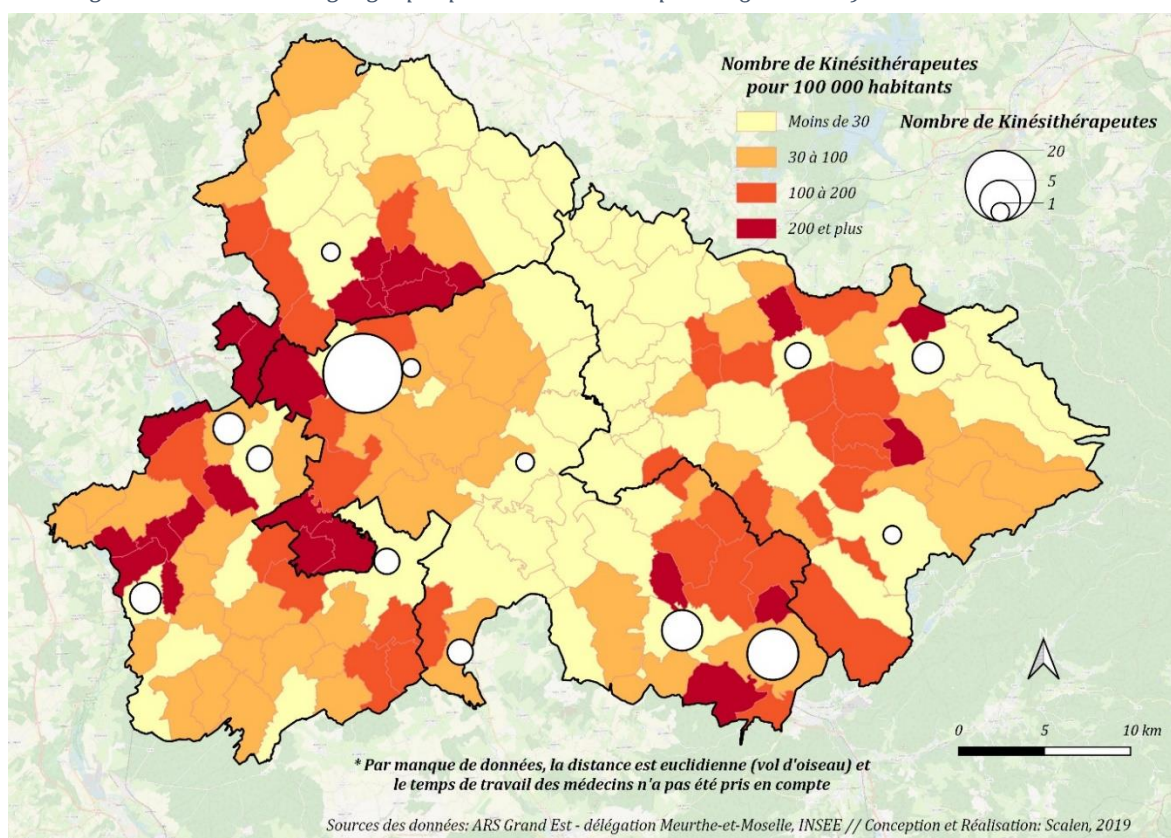 Nombre de Kinésithérapeutes
pour 100 000 habitants
Moins de 30
30 à 100
100 à 200
200 et plus
Nombre de Kinésithérapeutes
20
5
1
0 5 10 km
* Par manque de données, la distance est euclidienne (vol d'oiseau) et
le temps de travail des médecins n'a pas été pris en compte
Sources des données: ARS Grand Est - délégation Meurthe-et-Moselle, INSEE // Conception et Réalisation: Scalen, 2019